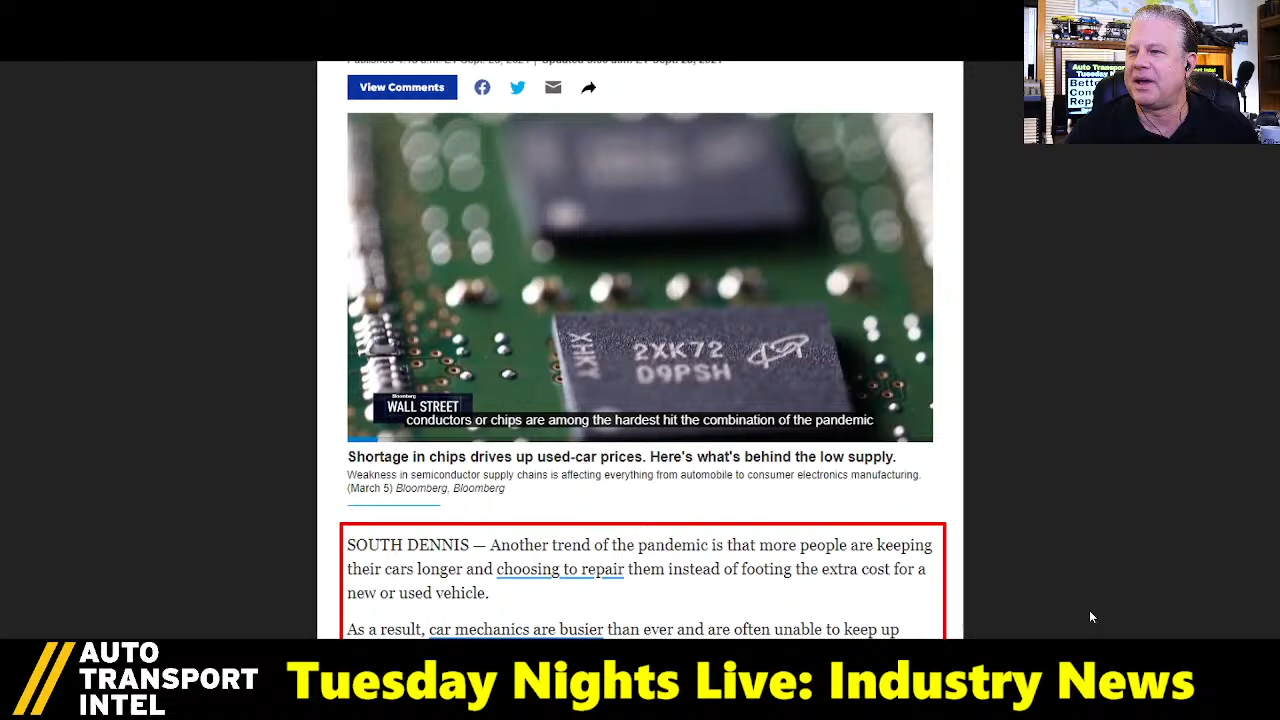 View Comments
XHKY
2XK72
D9PSH
Bloomberg
WALL STREET
conductors or chips are among the hardest hit the combination of the pandemic
Shortage in chips drives up used-car prices. Here's what's behind the low supply.
Weakness in semiconductor supply chains is affecting everything from automobile to consumer electronics manufacturing.
(March 5) Bloomberg, Bloomberg
SOUTH DENNIS — Another trend of the pandemic is that more people are keeping
their cars longer and choosing to repair them instead of footing the extra cost for a
new or used vehicle.
As a result, car mechanics are busier than ever and are often unable to keep up
Auto Transport
Tuesday
AUTO
TRANSPORT
INTEL
Tuesday Nights Live: Industry News